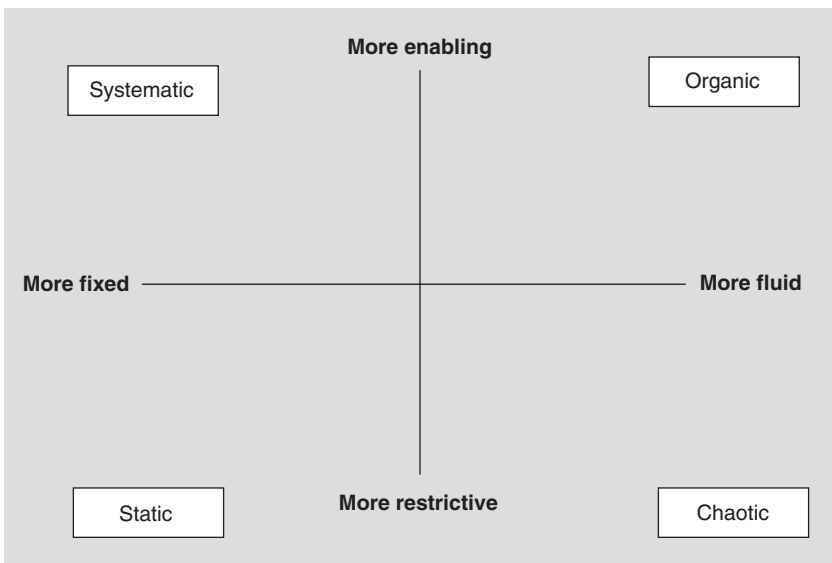 More enabling
Systematic
Organic
More fixed
More fluid
More restrictive
Static
Chaotic